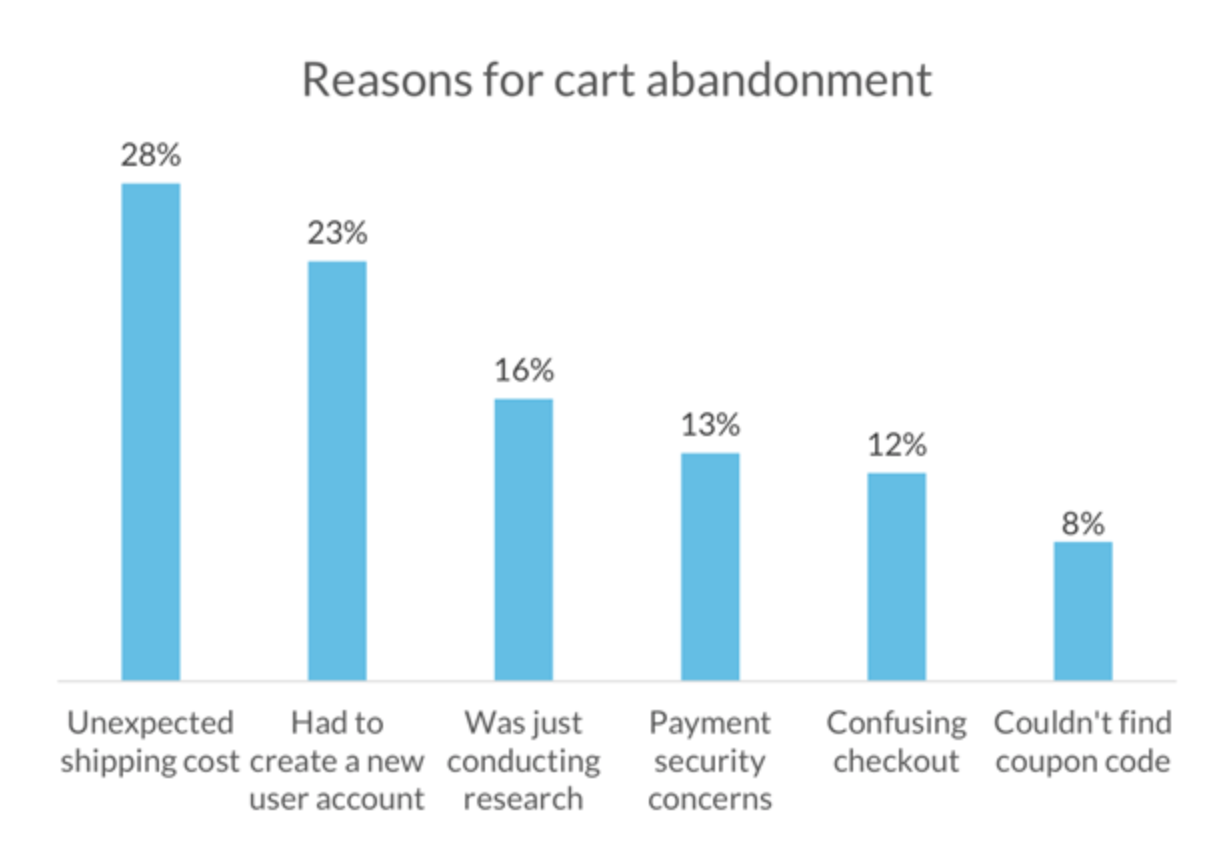 Reasons for cart abandonment
28%
23%
16%
13%
12%
8%
Unexpected
shipping cost
Had to
create a new
user account
Was just
conducting
research
Payment
security
concerns
Confusing
checkout
Couldn't find
coupon code